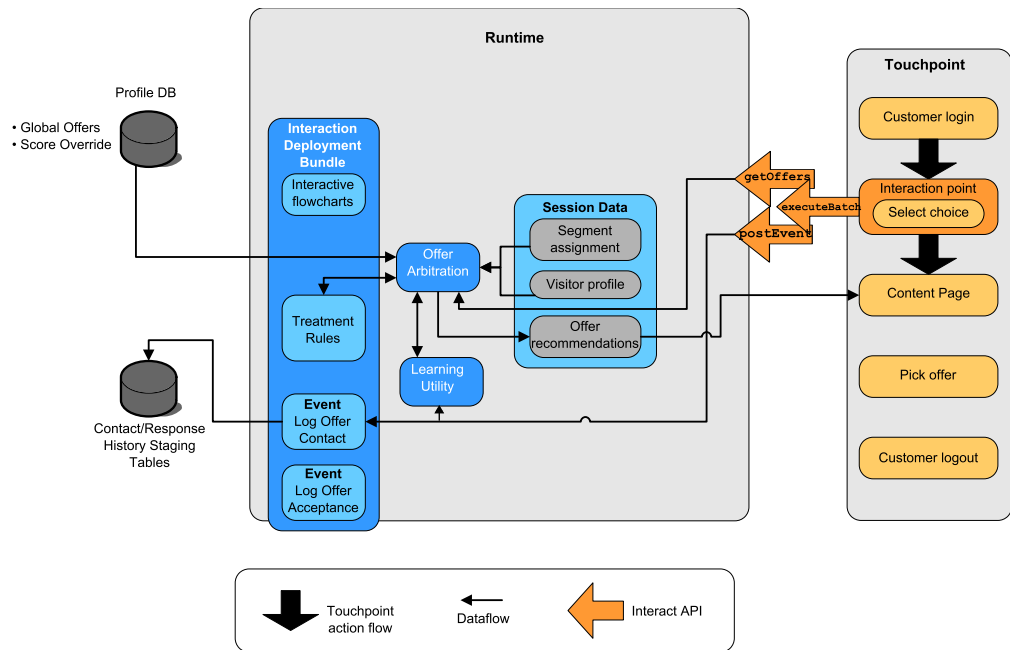 Runtime
Touchpoint
Profile DB
• Global Offers
• Score Override
Interaction
Deployment
Bundle
Interactive
flowcharts
Treatment
Rules
Event
Log Offer
Contact
Event
Log Offer
Acceptance
Contact/Response
History Staging
Tables
Offer
Arbitration
Learning
Utility
Session Data
Segment
assignment
Visitor profile
Offer
recommendations
getOffers
executeBatch
postEvent
Customer login
Interaction point
Select choice
Content Page
Pick offer
Customer logout
Touchpoint
action flow
Dataflow
Interact API